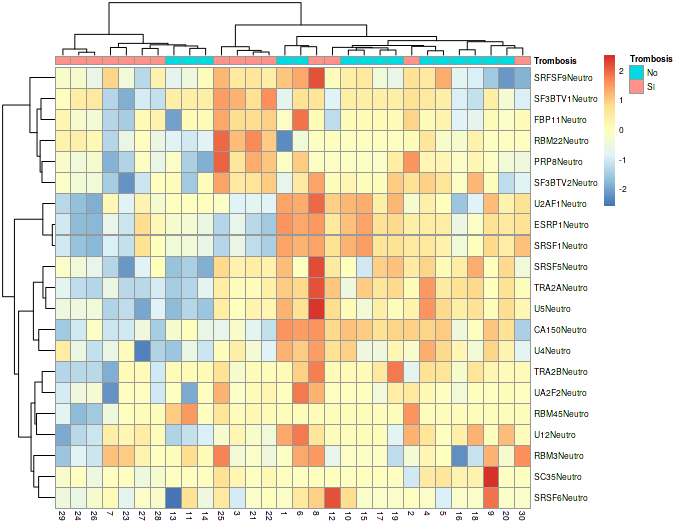 Trombosis
Trombosis
No
SI
2
1
0
-1
-2
SRFSF9Neutro
SF3BTV1Neutro
FBP11Neutro
RBM22Neutro
PRP8Neutro
SF3BTV2Neutro
U2AF1Neutro
ESRP1Neutro
SRSF1Neutro
SRSF5Neutro
TRA2ANeutro
U5Neutro
CA150Neutro
U4Neutro
TRA2BNeutro
UA2F2Neutro
RBM45Neutro
U12Neutro
RBM3Neutro
SC35Neutro
SRSF6Neutro
29 24 26 7 23 27 28 13 11 14 25 3 21 22 1 6 8 12 10 15 17 19 2 4 5 16 18 9 20 30